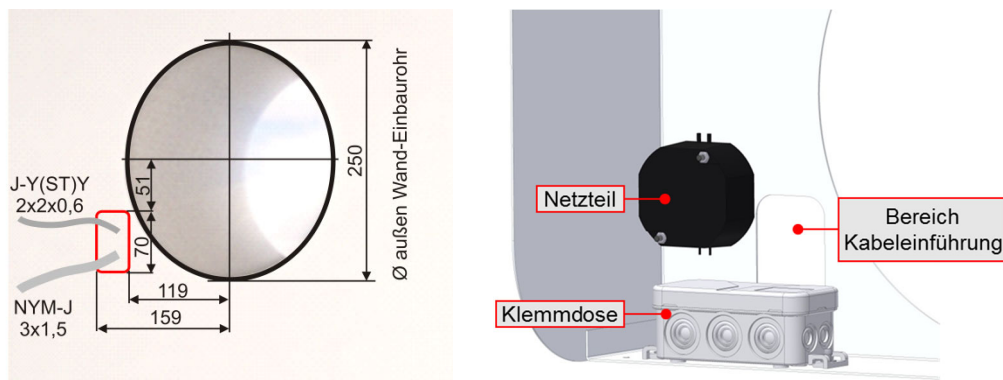 J-Y(ST)Y
2x2x0,6
NYM-J
3x1,5
51
70
119
159
250
Ø außen Wand-Einbaurohr
Netzteil
Bereich
Kabeleinführung
Klemmdose